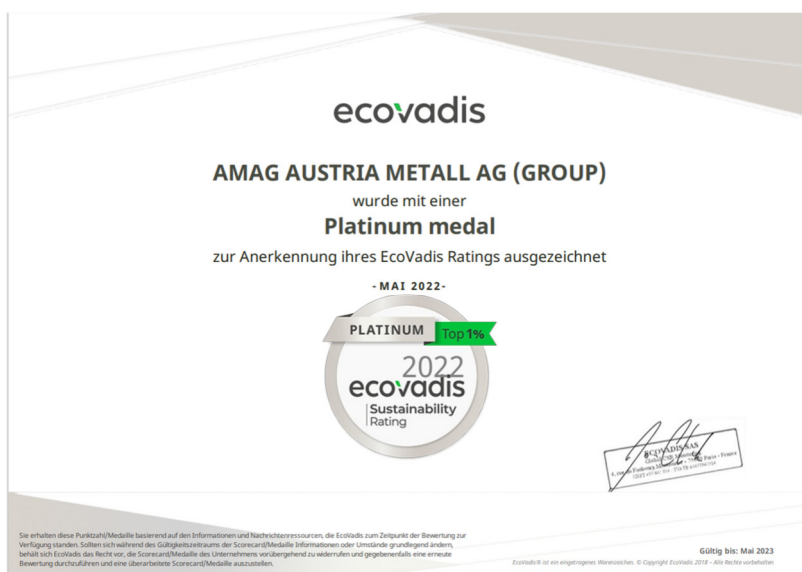 ecovadis
AMAG AUSTRIA METALL AG (GROUP)
wurde mit einer
Platinum medal
zur Anerkennung ihres EcoVadis Ratings ausgezeichnet
- MAI 2022-
PLATINUM
Top 1%
2022
ecovadis
Sustainability
Rating
ECOVADIS SAS
Paris - France
Sie erhalten diese Punktzahl/Medaille basierend auf den Informationen und Nachrichtenressourcen, die EcoVadis zum Zeitpunkt der Bewertung zur
Verfügung standen. Sollten sich während des Gültigkeitszeitraums der Scorecard/Medaille Informationen oder Umstände grundlegend ändern,
behält sich EcoVadis das Recht vor, die Scorecard/Medaille des Unternehmens vorübergehend zu widerrufen und gegebenenfalls eine erneute
Bewertung durchzuführen und eine überarbeitete Scorecard/Medaille auszustellen.
Gültig bis: Mai 2023
EcoVadis® ist ein eingetragenes Warenzeichen. © Copyright EcoVadis 2018 – Alle Rechte vorbehalten